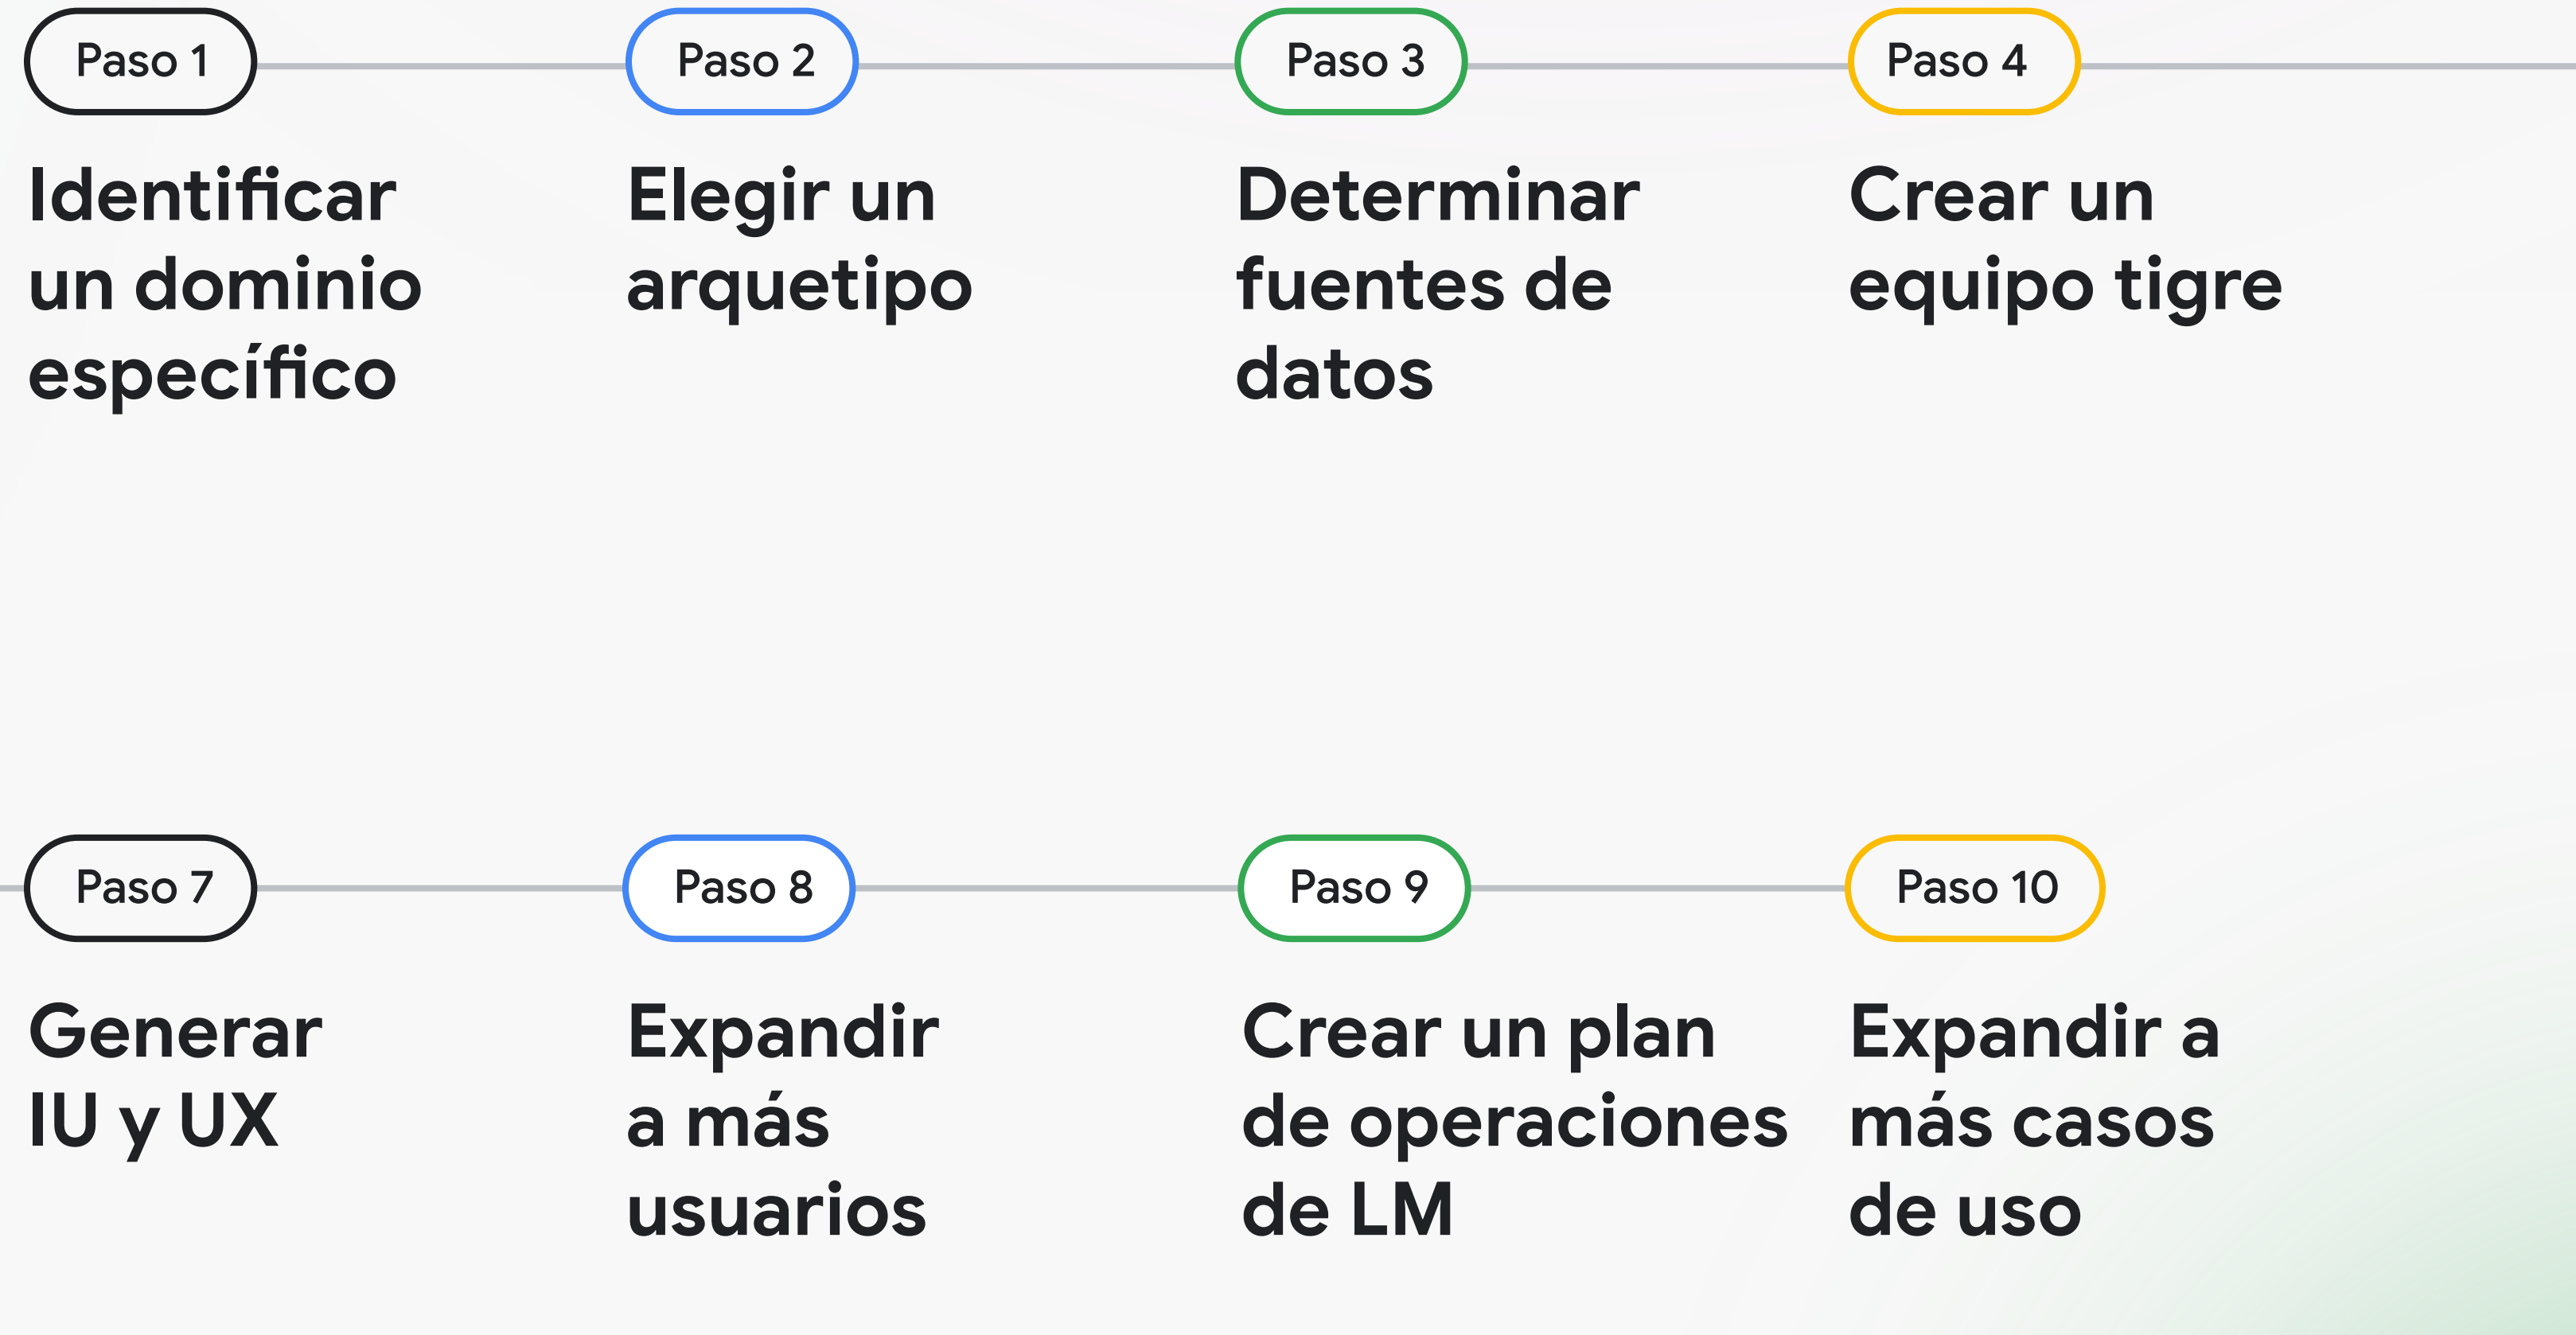 Paso 1
Identificar
un dominio
específico
Paso 2
Elegir un
arquetipo
Paso 3
Determinar
fuentes de
datos
Paso 4
Crear un
equipo tigre
Paso 7
Generar
IU y UX
Paso 8
Expandir
a más
usuarios
Paso 9
Crear un plan
de operaciones
de LM
Paso 10
Expandir a
más casos
de uso